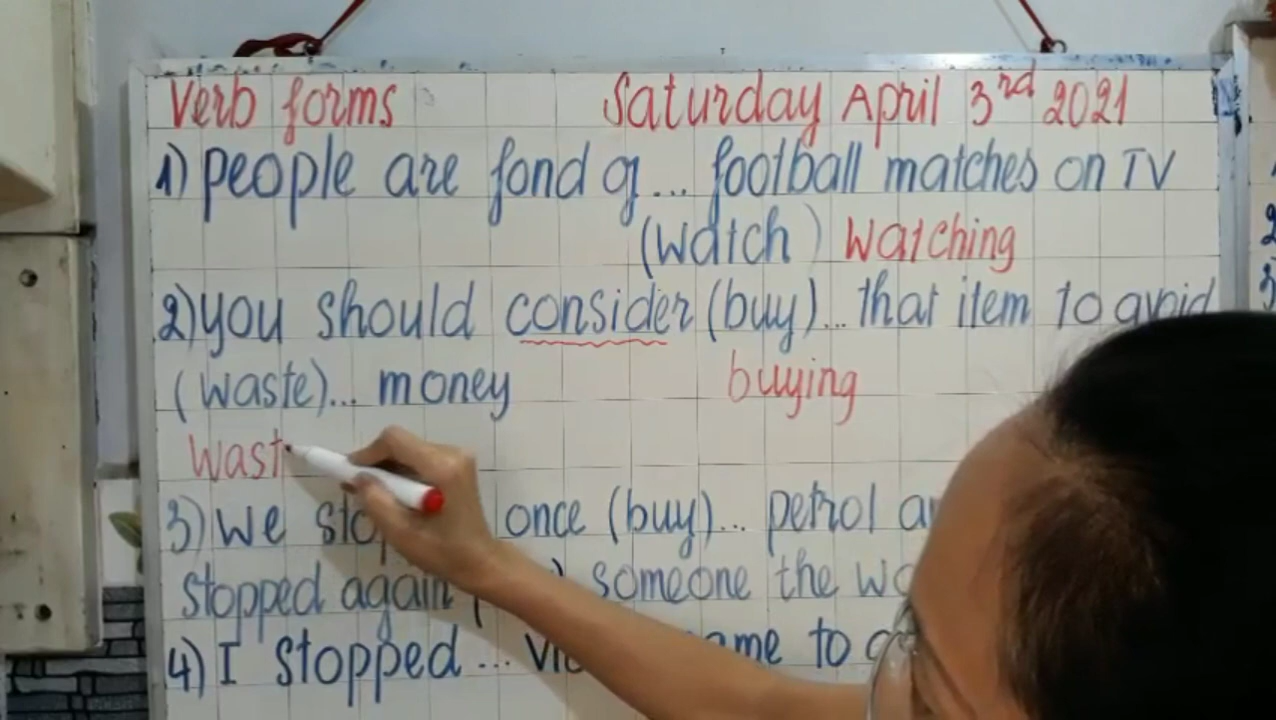 Verb forms Saturday April 3rd 2021
1) people are fond of ... football matches on TV
(watch) watching
2) you should consider (buy)... that item to avoid
(waste)... money buying
Wast
3) we once (buy)... petrol
stopped again someone the
4) I stopped ... to